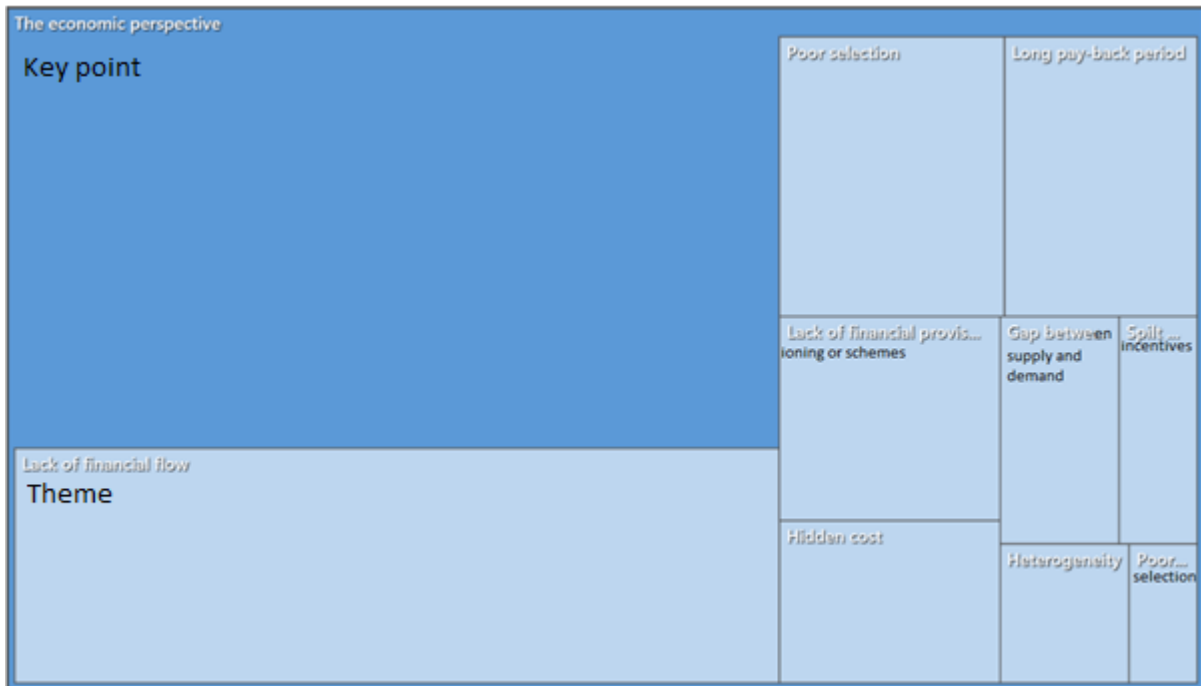 The economic perspective
Key point
Poor selection
Long pay-back period
Lack of financial provis...
ioning or schemes
Gap between
supply and
demand
Spilt ...
incentives
Lack of financial flow
Theme
Hidden cost
Heterogeneity
Poor...
selection